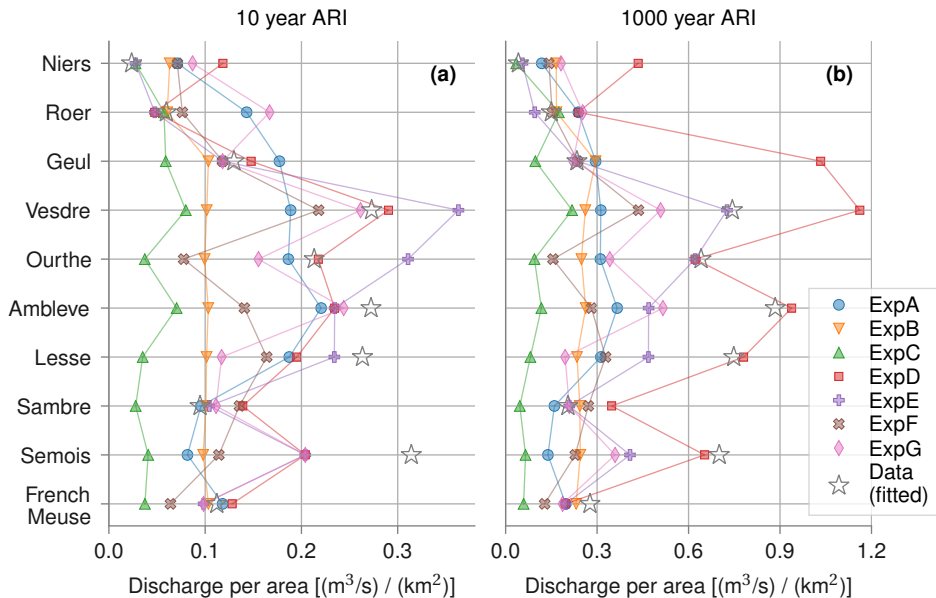 10 year ARI
1000 year ARI
(a)
(b)
Niers
Roer
Geul
Vesdre
Ourthe
Ambleve
Lesse
Sambre
Semois
French
Meuse
ExpA
ExpB
ExpC
ExpD
ExpE
ExpF
ExpG
Data
(fitted)
0.0 0.1 0.2 0.3
0.0 0.3 0.6 0.9 1.2
Discharge per area [(m³/s) / (km²)]
Discharge per area [(m³/s) / (km²)]